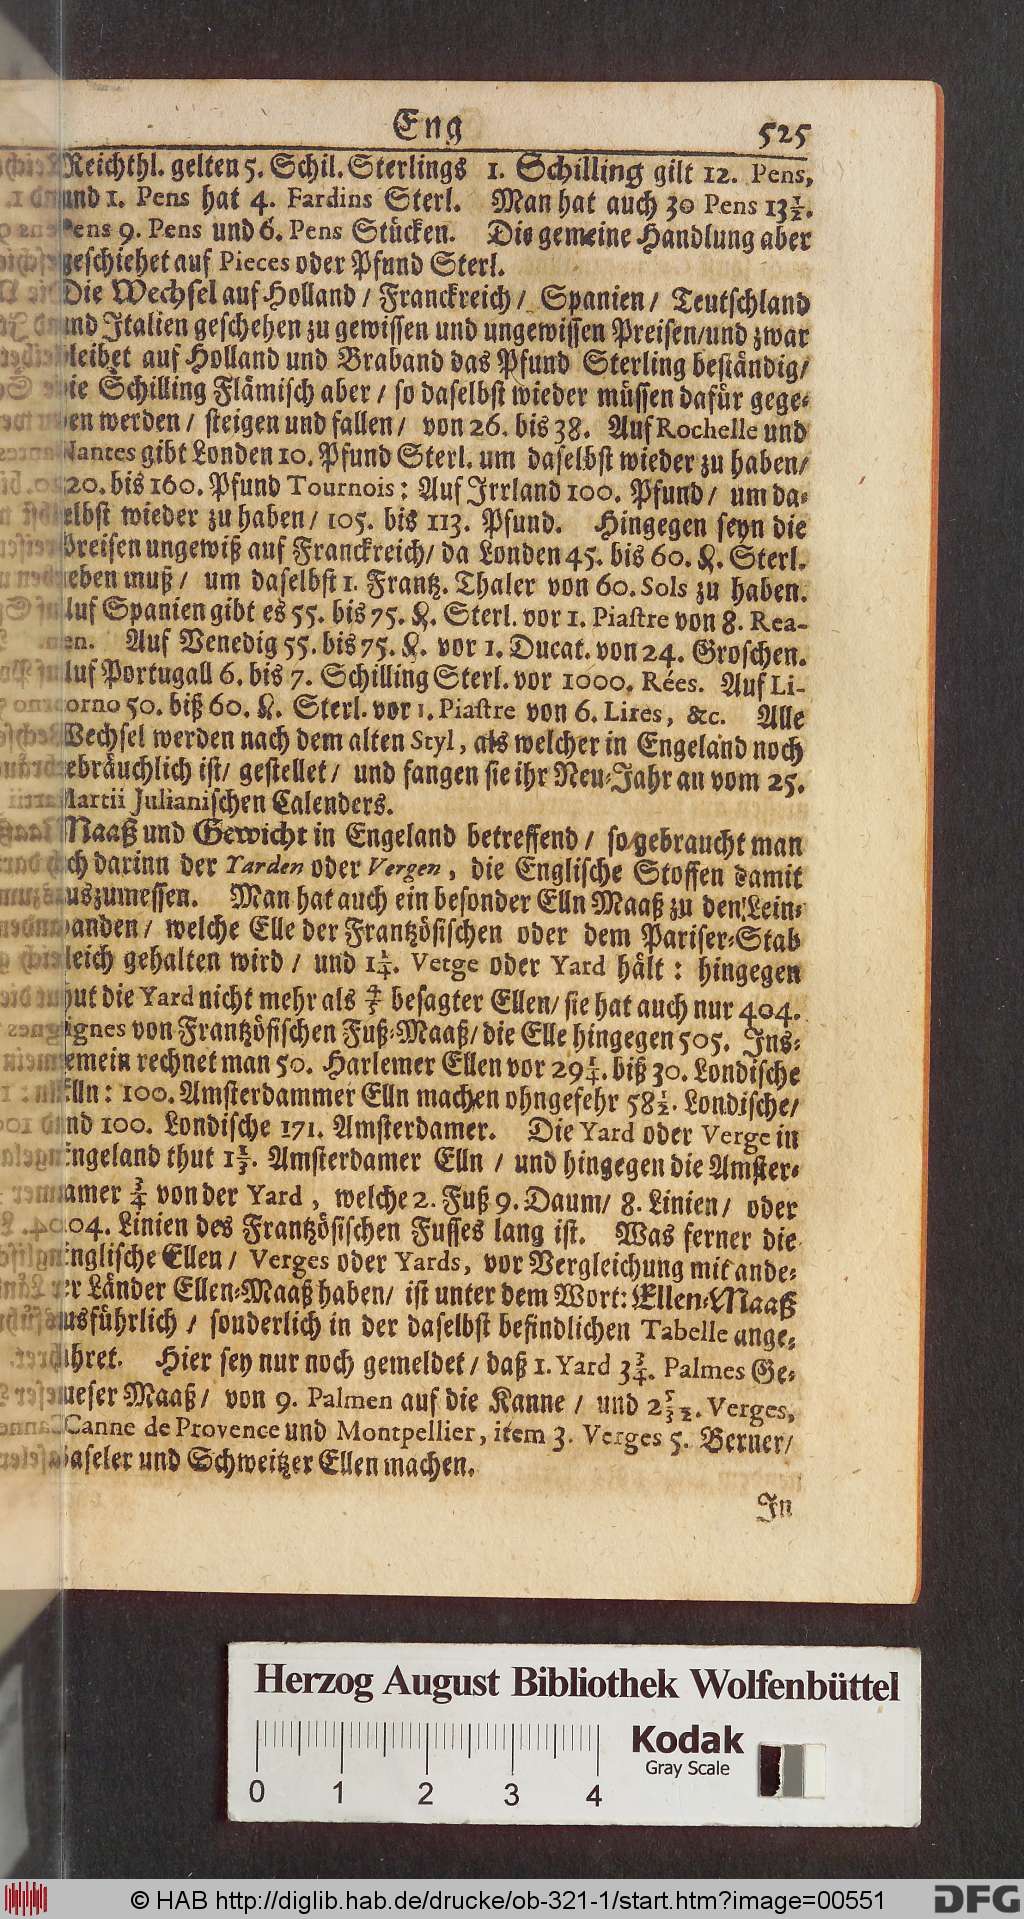 Eng 525
Reichthl. gelten 5. Schil. Sterlings 1. Schilling gilt 12. Pens,
und 1. Pens hat 4. Fardins Sterl. Man hat auch 30 Pens 13½.
Pens 9. Pens und 6. Pens Stücken. Die gemeine Handlung aber
geschiehet auf Pieces oder Pfund Sterl.
Die Wechsel auf Holland / Franckreich / Spanien / Teutschland
und Italien geschehen zu gewissen und ungewissen Preisen/und zwar
bleibet auf Holland und Braband das Pfund Sterling beständig/
die Schilling Flämisch aber / so daselbst wieder müssen dafür gege-
ben werden / steigen und fallen / von 26. bis 38. Auf Rochelle und
Nantes gibt Londen 10. Pfund Sterl. um daselbst wieder zu haben/
20. bis 160. Pfund Tournois: Auf Irrland 100. Pfund / um da-
selbst wieder zu haben / 105. bis 113. Pfund. Hingegen seyn die
Preisen ungewiß auf Franckreich/ da Londen 45. bis 60. K. Sterl.
geben muß / um daselbst 1. Frantz. Thaler von 60. Sols zu haben.
Auf Spanien gibt es 55. bis 75. K. Sterl. vor 1. Piastre von 8. Rea-
len. Auf Venedig 55. bis 75. K. vor 1. Ducat. von 24. Groschen.
Auf Portugall 6. bis 7. Schilling Sterl. vor 1000. Rées. Auf Li-
vorno 50. biß 60. K. Sterl. vor 1. Piastre von 6. Lires, &c. Alle
Wechsel werden nach dem alten Styl, als welcher in Engeland noch
gebräuchlich ist/ gestellet / und fangen sie ihr Neu-Jahr an vom 25.
Martii Julianischen Calenders.
Maaß und Gewicht in Engeland betreffend / so gebraucht man
sich darinn der Yarden oder Vergen, die Englische Stoffen damit
auszumessen. Man hat auch ein besonder Elln Maaß zu den Lein-
wanden / welche Elle der Frantzösischen oder dem Pariser-Stab
gleich gehalten wird / und 1¼. Verge oder Yard hält: hingegen
thut die Yard nicht mehr als 4/5 besagter Ellen/ sie hat auch nur 404.
Lignes von Frantzösischen Fuß-Maaß/ die Elle hingegen 505. Ins-
gemein rechnet man 50. Harlemer Ellen vor 29¼. biß 30. Londische
Elln: 100. Amsterdammer Elln machen ohngefehr 58½. Londische/
und 100. Londische 171. Amsterdamer. Die Yard oder Verge in
Engeland thut 1⅓. Amsterdamer Elln / und hingegen die Amster-
damer ¾ von der Yard, welche 2. Fuß 9. Daum/ 8. Linien / oder
404. Linien des Frantzösischen Fusses lang ist. Was ferner die
Englische Ellen / Verges oder Yards, vor Vergleichung mit ande-
rer Länder Ellen-Maaß haben/ ist unter dem Wort: Ellen-Maaß
ausführlich / sonderlich in der daselbst befindlichen Tabelle ange-
führet. Hier sey nur noch gemeldet / daß 1. Yard 3¾. Palmes Ge-
nueser Maaß / von 9. Palmen auf die Kanne / und 2 5/32. Verges,
Canne de Provence und Montpellier, item 3. Verges 5. Berner/
Baseler und Schweitzer Ellen machen.
In
Herzog August Bibliothek Wolfenbüttel
Kodak
Gray Scale
0 1 2 3 4
© HAB http://diglib.hab.de/drucke/ob-321-1/start.htm?image=00551
DFG